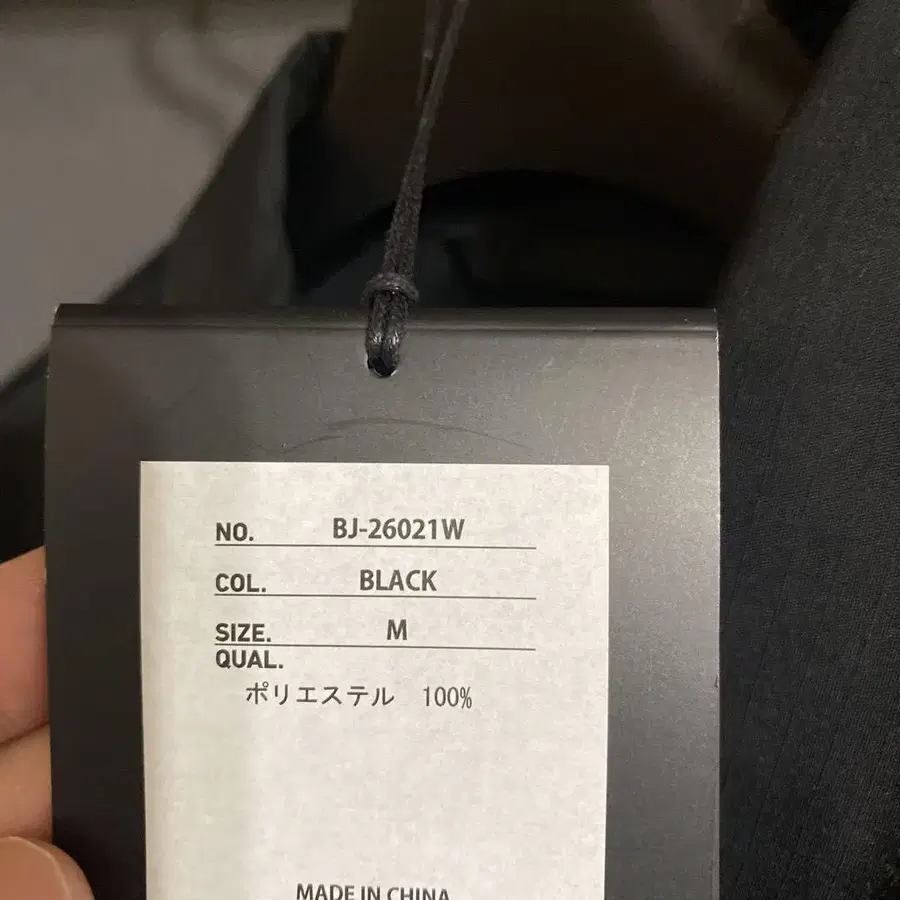 NO. BJ-26021W
COL. BLACK
SIZE. M
QUAL.
ポリエステル 100%
MADE IN CHINA